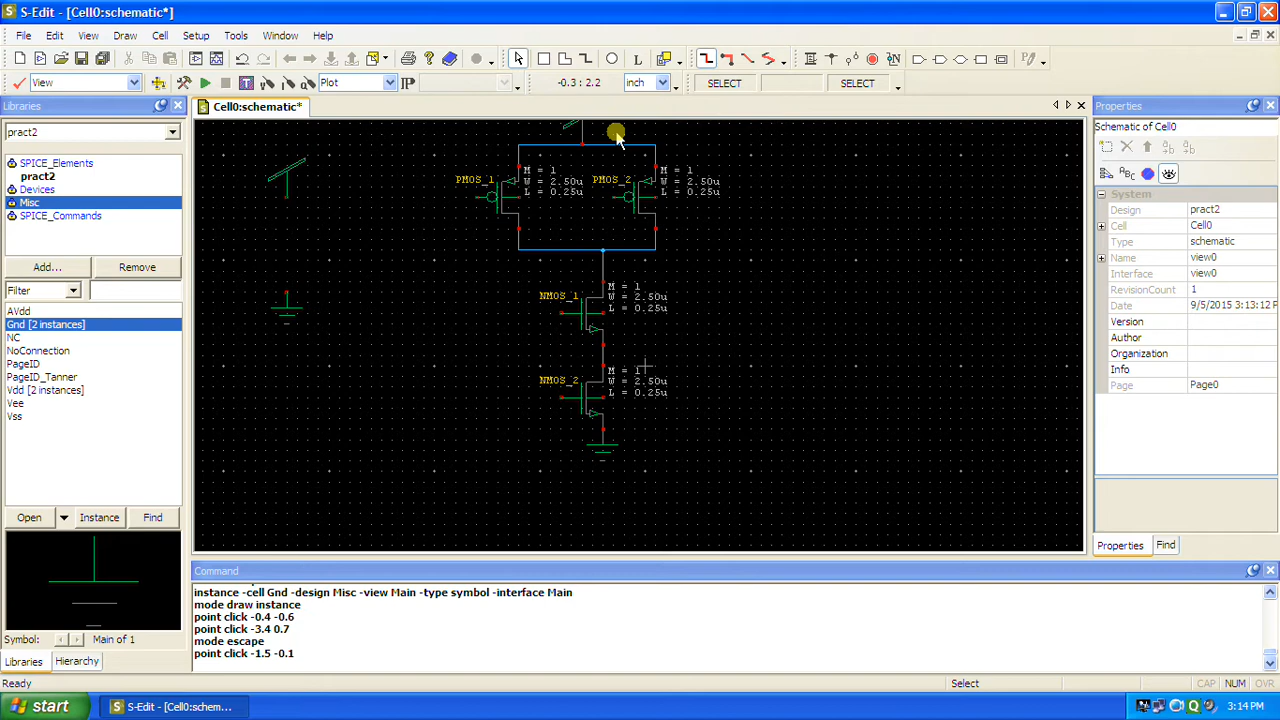 S-Edit - [Cell0:schematic*]
File Edit View Draw Cell Setup Tools Window Help
View Plot -0.3 : 2.2 inch SELECT SELECT
Libraries
Cell0:schematic*
Properties
pract2
Schematic of Cell0
SPICE_Elements
pract2
Devices
Misc
SPICE_Commands
Add... Remove
Filter
AVdd
Gnd [2 instances]
NC
NoConnection
PageID
PageID_Tanner
Vdd [2 instances]
Vee
Vss
Open Instance Find
Symbol: Main of 1
Libraries Hierarchy
PMOS_1
M = 1
W = 2.50u
L = 0.25u
PMOS_2
M = 1
W = 2.50u
L = 0.25u
NMOS_1
M = 1
W = 2.50u
L = 0.25u
NMOS_2
M = 1
W = 2.50u
L = 0.25u
System
Design pract2
Cell Cell0
Type schematic
Name view0
Interface view0
RevisionCount 1
Date 9/5/2015 3:13:12 P
Version
Author
Organization
Info
Page Page0
Properties Find
Command
instance -cell Gnd -design Misc -view Main -type symbol -interface Main
mode draw instance
point click -0.4 -0.6
point click -3.4 0.7
mode escape
point click -1.5 -0.1
Ready Select CAP NUM OVR
start S-Edit - [Cell0:schem... 3:14 PM